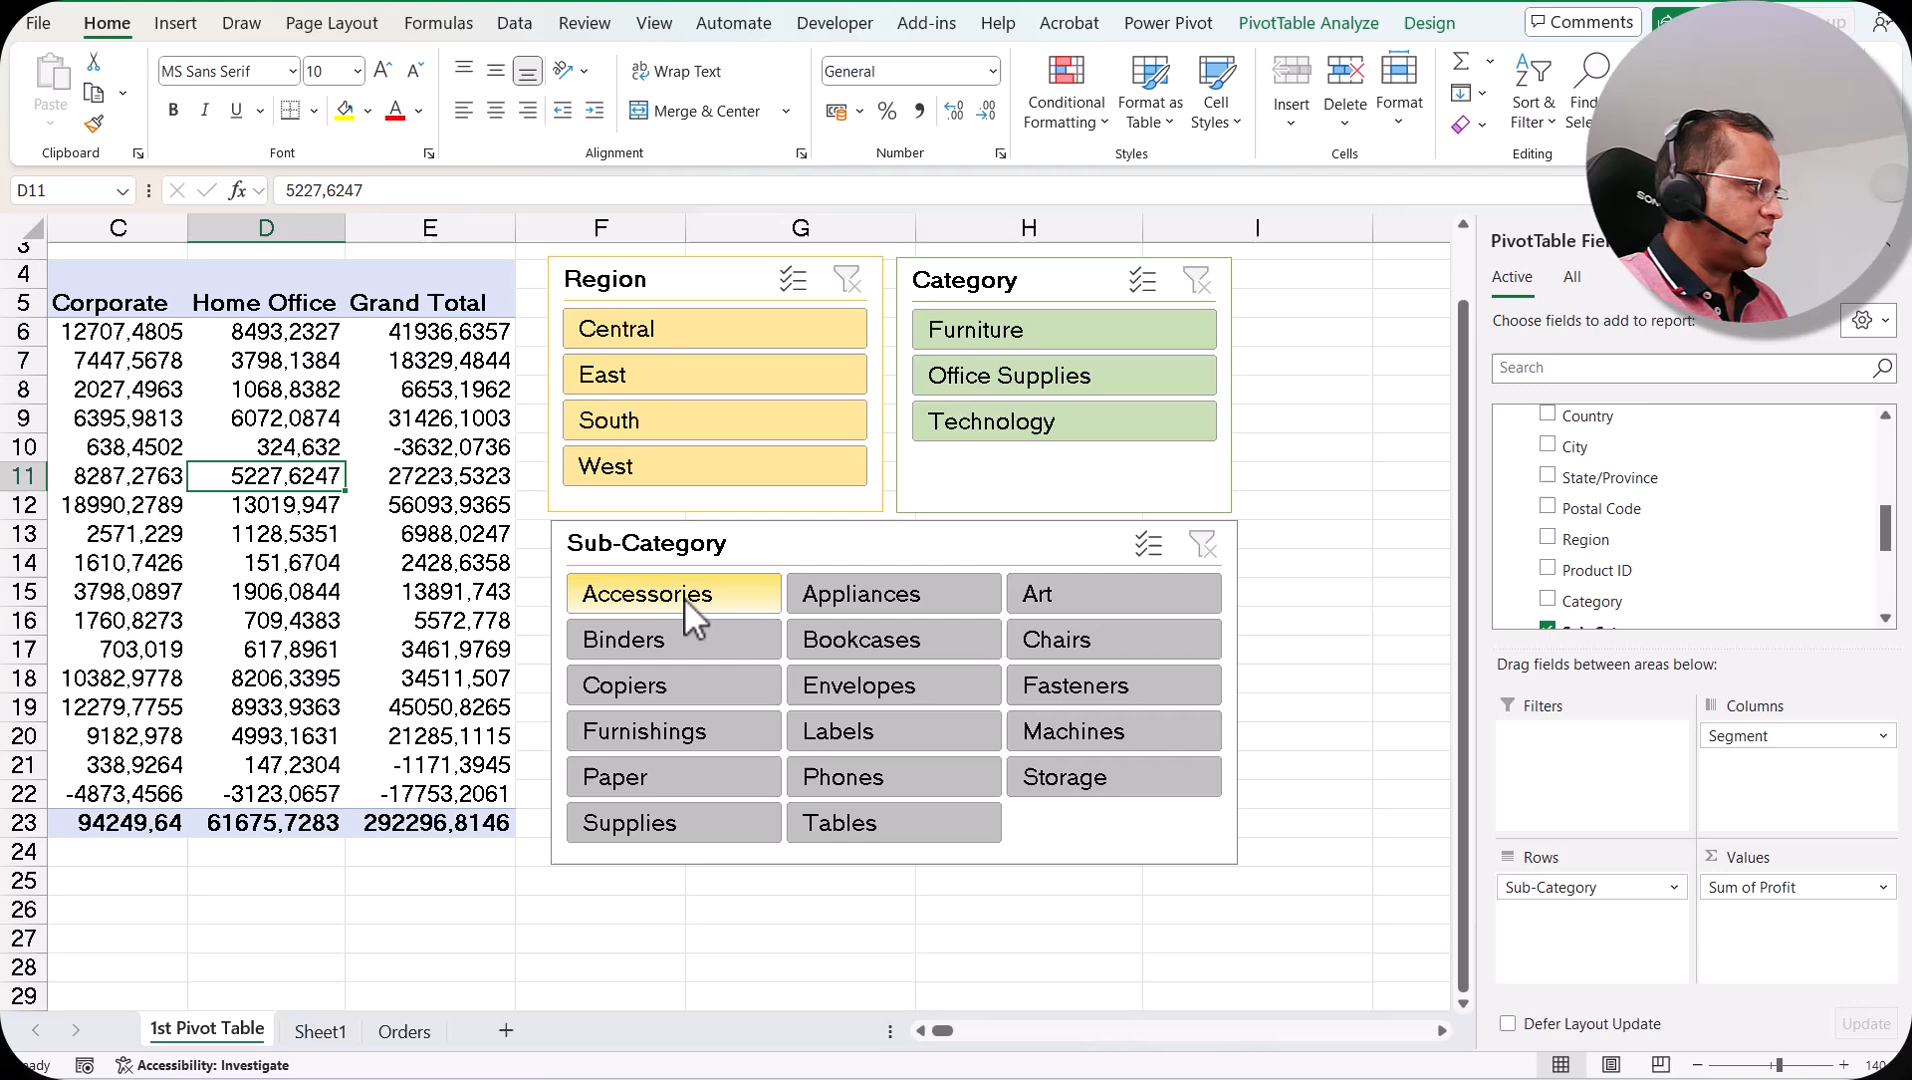 File Home Insert Draw Page Layout Formulas Data Review View Automate Developer Add-ins Help Acrobat Power Pivot PivotTable Analyze Design Comments
Paste
MS Sans Serif 10
Wrap Text
Merge & Center
B I U
General
Conditional Formatting
Format as Table
Cell Styles
Insert Delete Format
Sort & Filter
Clipboard Font Alignment Number Styles Cells Editing
D11 fx 5227,6247
C D E F G H I
3
4
5 Corporate Home Office Grand Total
6 12707,4805 8493,2327 41936,6357
7 7447,5678 3798,1384 18329,4844
8 2027,4963 1068,8382 6653,1962
9 6395,9813 6072,0874 31426,1003
10 638,4502 324,632 -3632,0736
11 8287,2763 5227,6247 27223,5323
12 18990,2789 13019,947 56093,9365
13 2571,229 1128,5351 6988,0247
14 1610,7426 151,6704 2428,6358
15 3798,0897 1906,0844 13891,743
16 1760,8273 709,4383 5572,778
17 703,019 617,8961 3461,9769
18 10382,9778 8206,3395 34511,507
19 12279,7755 8933,9363 45050,8265
20 9182,978 4993,1631 21285,1115
21 338,9264 147,2304 -1171,3945
22 -4873,4566 -3123,0657 -17753,2061
23 94249,64 61675,7283 292296,8146
24
25
26
27
28
29
Region
Central
East
South
West
Category
Furniture
Office Supplies
Technology
Sub-Category
Accessories Appliances Art
Binders Bookcases Chairs
Copiers Envelopes Fasteners
Furnishings Labels Machines
Paper Phones Storage
Supplies Tables
SONY
PivotTable
Active All
Choose fields to add to report:
Search
Country
City
State/Province
Postal Code
Region
Product ID
Category
Drag fields between areas below:
Filters Columns
Segment
Rows Values
Sub-Category Sum of Profit
Defer Layout Update Update
1st Pivot Table Sheet1 Orders
Accessibility: Investigate